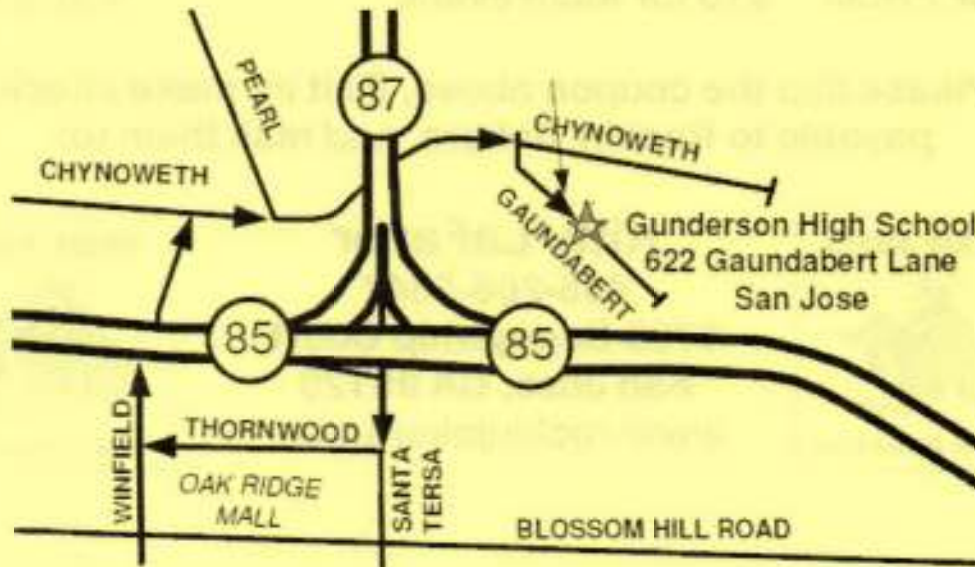 PEARL
87
CHYNOWETH
CHYNOWETH
GAUNDABERT
Gunderson High School
622 Gaundabert Lane
San Jose
85
85
WINFIELD
THORNWOOD
OAK RIDGE
MALL
SANTA
TERSA
BLOSSOM HILL ROAD